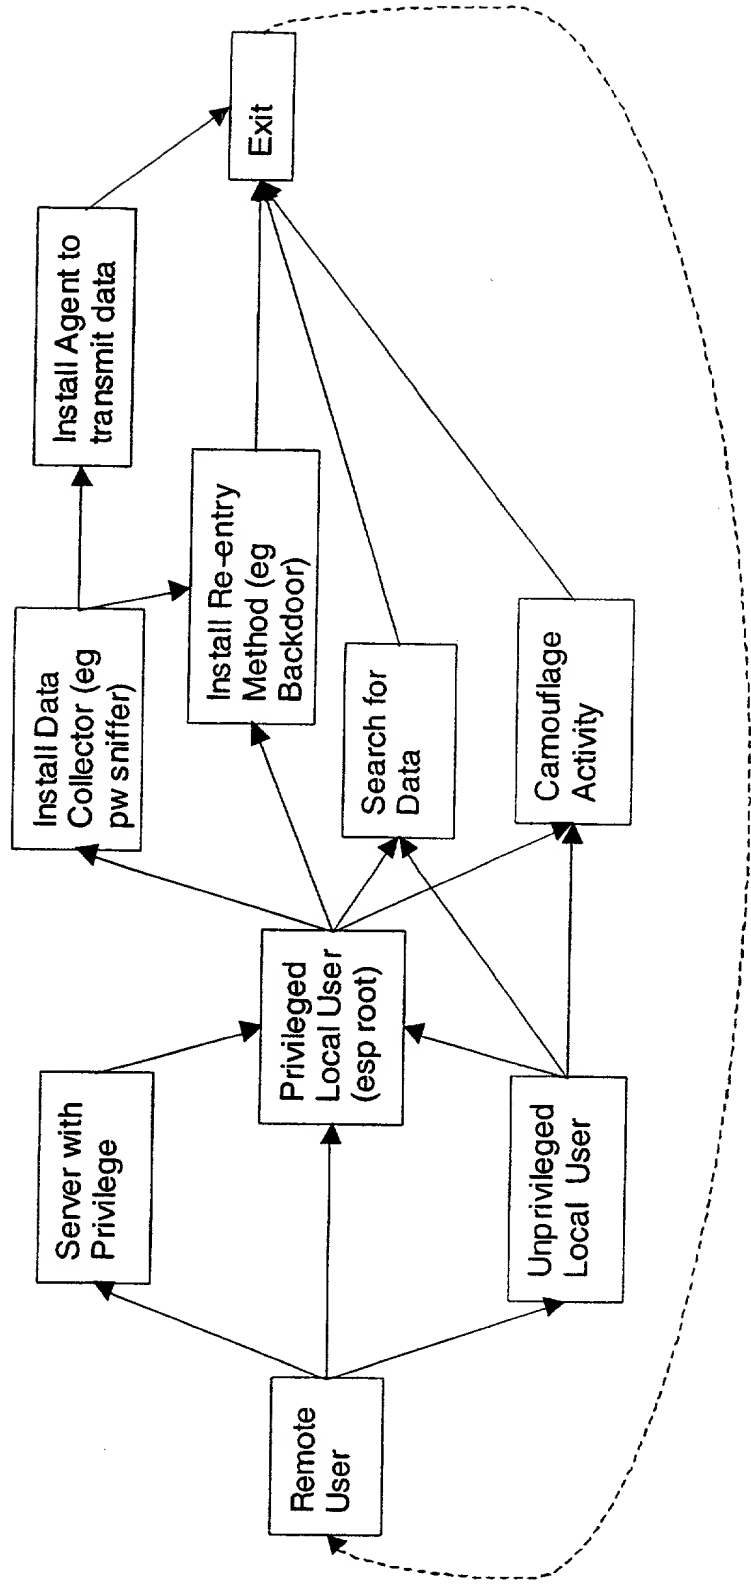 Remote
User
Server with
Privilege
Privileged
Local User
(esp root)
Unprivileged
Local User
Install Data
Collector (eg
pw sniffer)
Install Re-entry
Method (eg
Backdoor)
Search for
Data
Camouflage
Activity
Install Agent to
transmit data
Exit